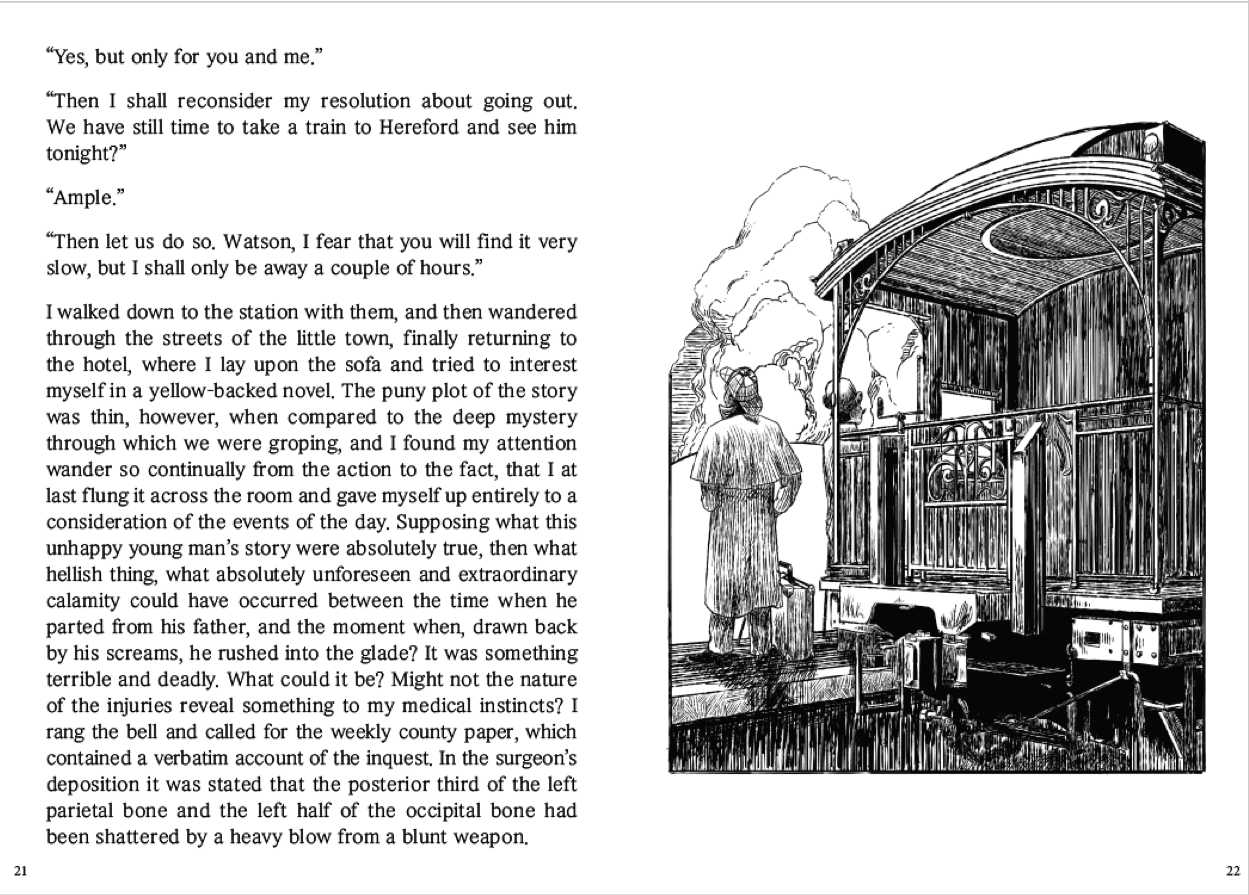 “Yes, but only for you and me.”
“Then I shall reconsider my resolution about going out.
We have still time to take a train to Hereford and see him
tonight?”
“Ample.”
“Then let us do so. Watson, I fear that you will find it very
slow, but I shall only be away a couple of hours.”
I walked down to the station with them, and then wandered
through the streets of the little town, finally returning to
the hotel, where I lay upon the sofa and tried to interest
myself in a yellow-backed novel. The puny plot of the story
was thin, however, when compared to the deep mystery
through which we were groping, and I found my attention
wander so continually from the action to the fact, that I at
last flung it across the room and gave myself up entirely to a
consideration of the events of the day. Supposing what this
unhappy young man’s story were absolutely true, then what
hellish thing, what absolutely unforeseen and extraordinary
calamity could have occurred between the time when he
parted from his father, and the moment when, drawn back
by his screams, he rushed into the glade? It was something
terrible and deadly. What could it be? Might not the nature
of the injuries reveal something to my medical instincts? I
rang the bell and called for the weekly county paper, which
contained a verbatim account of the inquest. In the surgeon’s
deposition it was stated that the posterior third of the left
parietal bone and the left half of the occipital bone had
been shattered by a heavy blow from a blunt weapon.
21
22